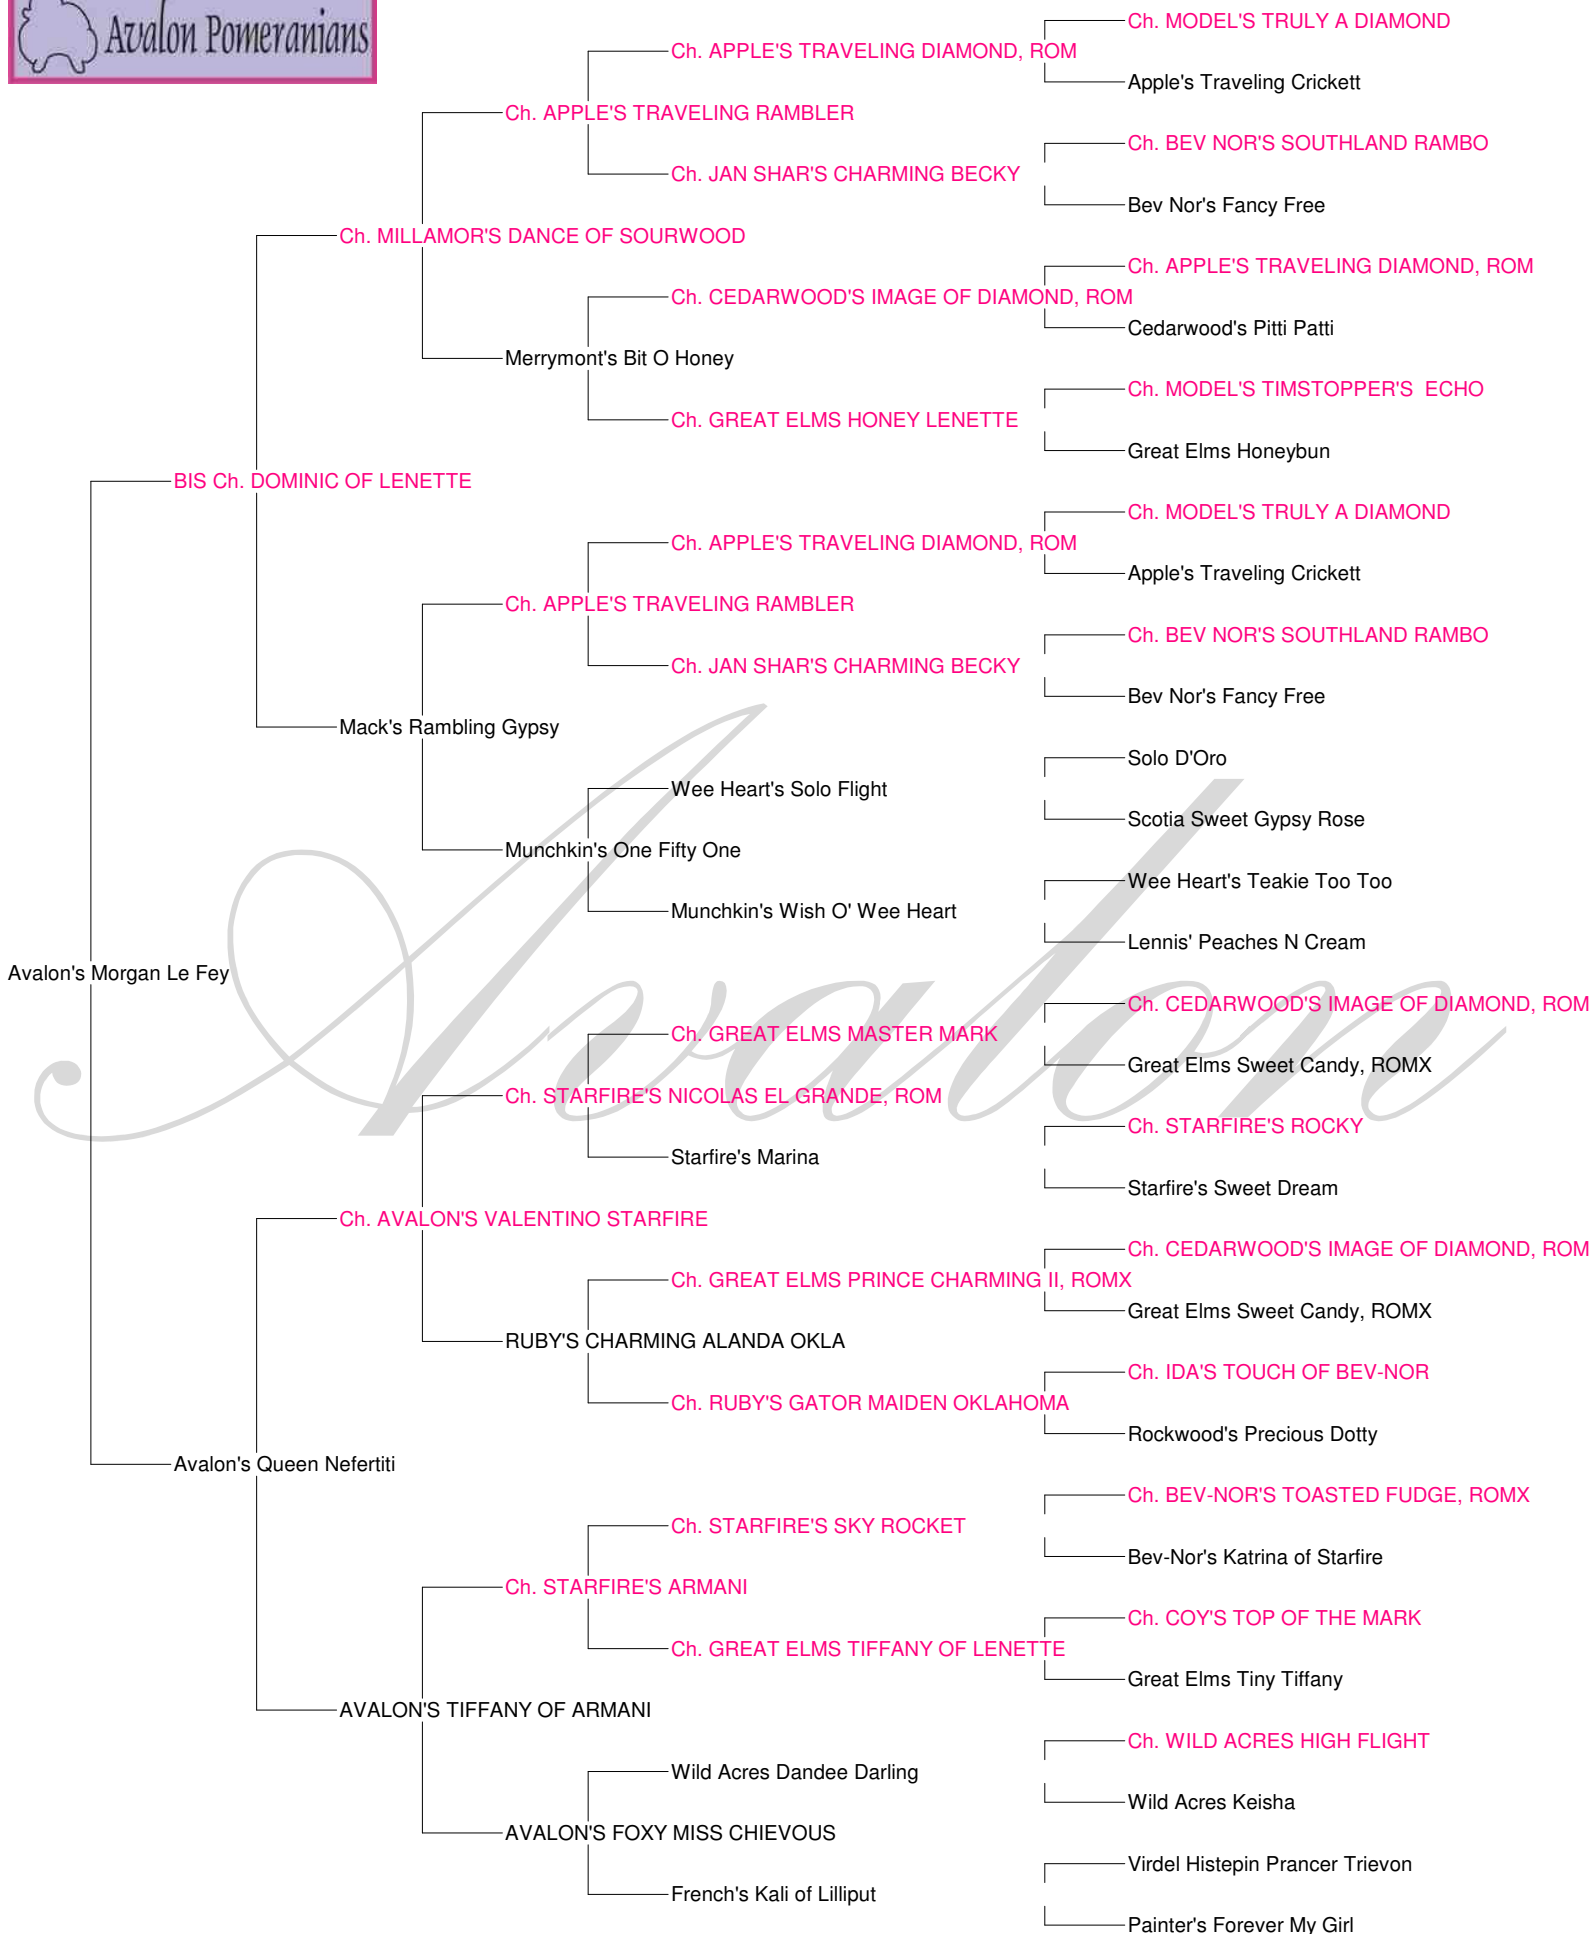 Avalon Pomeranians
Ch. MODEL'S TRULY A DIAMOND
Ch. APPLE'S TRAVELING DIAMOND, ROM
Apple's Traveling Crickett
Ch. APPLE'S TRAVELING RAMBLER
Ch. BEV NOR'S SOUTHLAND RAMBO
Ch. JAN SHAR'S CHARMING BECKY
Bev Nor's Fancy Free
Ch. MILLAMOR'S DANCE OF SOURWOOD
Ch. APPLE'S TRAVELING DIAMOND, ROM
Ch. CEDARWOOD'S IMAGE OF DIAMOND, ROM
Cedarwood's Pitti Patti
Merrymont's Bit O Honey
Ch. MODEL'S TIMSTOPPER'S  ECHO
Ch. GREAT ELMS HONEY LENETTE
Great Elms Honeybun
BIS Ch. DOMINIC OF LENETTE
Ch. MODEL'S TRULY A DIAMOND
Ch. APPLE'S TRAVELING DIAMOND, ROM
Apple's Traveling Crickett
Ch. APPLE'S TRAVELING RAMBLER
Ch. BEV NOR'S SOUTHLAND RAMBO
Ch. JAN SHAR'S CHARMING BECKY
Bev Nor's Fancy Free
Mack's Rambling Gypsy
Solo D'Oro
Wee Heart's Solo Flight
Scotia Sweet Gypsy Rose
Munchkin's One Fifty One
Wee Heart's Teakie Too Too
Munchkin's Wish O' Wee Heart
Lennis' Peaches N Cream
Avalon's Morgan Le Fey
Avalon
Ch. CEDARWOOD'S IMAGE OF DIAMOND, ROM
Ch. GREAT ELMS MASTER MARK
Great Elms Sweet Candy, ROMX
Ch. STARFIRE'S NICOLAS EL GRANDE, ROM
Ch. STARFIRE'S ROCKY
Starfire's Marina
Starfire's Sweet Dream
Ch. AVALON'S VALENTINO STARFIRE
Ch. CEDARWOOD'S IMAGE OF DIAMOND, ROM
Ch. GREAT ELMS PRINCE CHARMING II, ROMX
Great Elms Sweet Candy, ROMX
RUBY'S CHARMING ALANDA OKLA
Ch. IDA'S TOUCH OF BEV-NOR
Ch. RUBY'S GATOR MAIDEN OKLAHOMA
Rockwood's Precious Dotty
Avalon's Queen Nefertiti
Ch. BEV-NOR'S TOASTED FUDGE, ROMX
Ch. STARFIRE'S SKY ROCKET
Bev-Nor's Katrina of Starfire
Ch. STARFIRE'S ARMANI
Ch. COY'S TOP OF THE MARK
Ch. GREAT ELMS TIFFANY OF LENETTE
Great Elms Tiny Tiffany
AVALON'S TIFFANY OF ARMANI
Ch. WILD ACRES HIGH FLIGHT
Wild Acres Dandee Darling
Wild Acres Keisha
AVALON'S FOXY MISS CHIEVOUS
Virdel Histepin Prancer Trievon
French's Kali of Lilliput
Painter's Forever My Girl